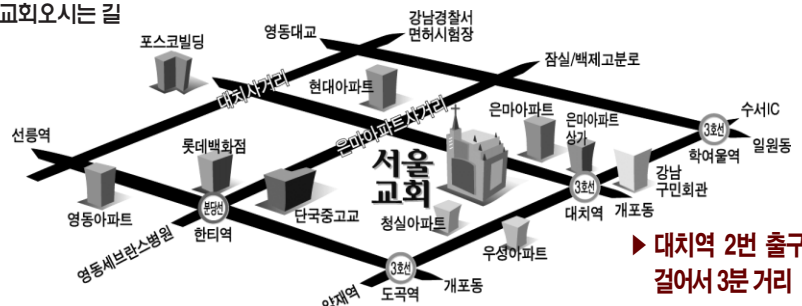 교회오시는 길
영동대교
강남경찰서
면허시험장
포스코빌딩
잠실/백제고분로
현대아파트
대치사거리
은마아파트사거리
은마아파트
은마아파트
상가
수서IC
3호선
학여울역
일원동
선릉역
롯데백화점
서울
교회
강남
구민회관
3호선
대치역
개포동
영동아파트
분당선
한티역
단국중고교
청실아파트
우성아파트
영동세브란스병원
3호선
도곡역
개포동
양재역
▶ 대치역 2번 출구
걸어서 3분 거리